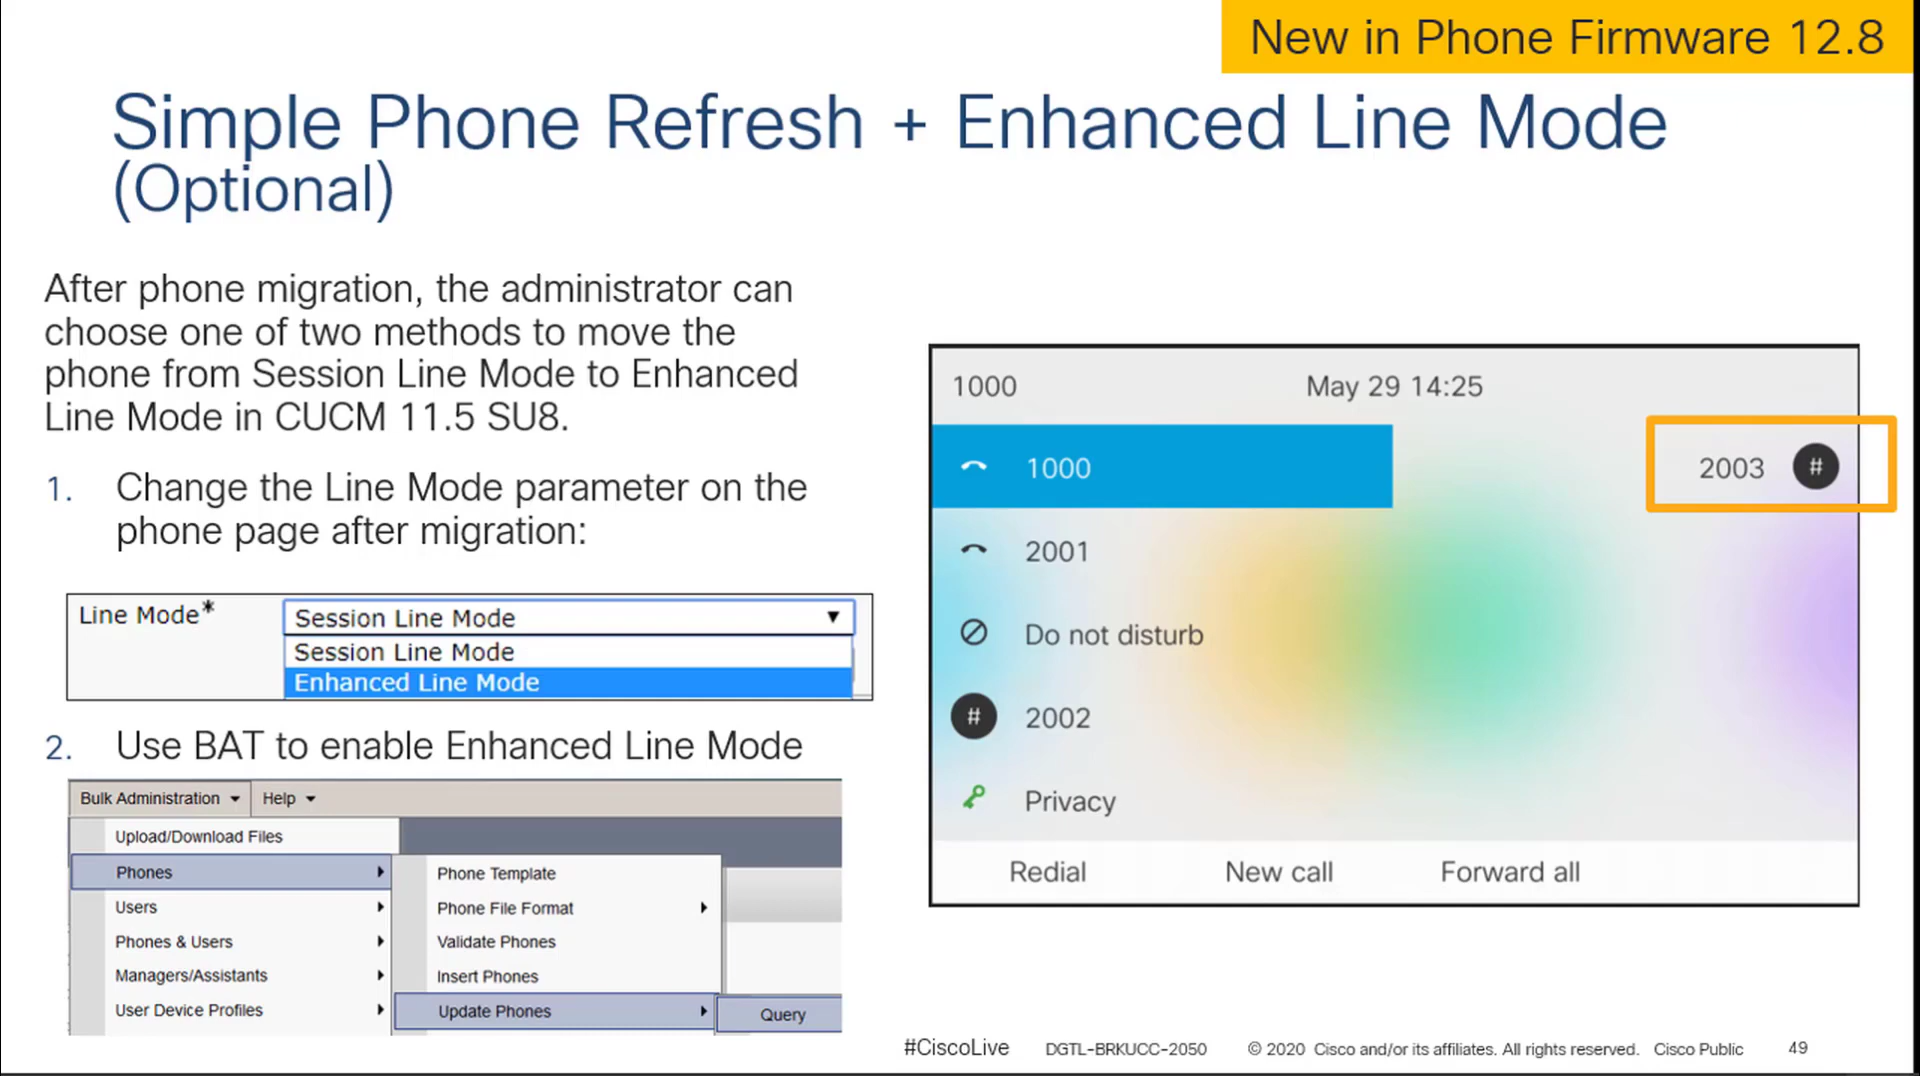 New in Phone Firmware 12.8
Simple Phone Refresh + Enhanced Line Mode
(Optional)
After phone migration, the administrator can
choose one of two methods to move the
phone from Session Line Mode to Enhanced
Line Mode in CUCM 11.5 SU8.
1. Change the Line Mode parameter on the
phone page after migration:
Line Mode*
Session Line Mode
Session Line Mode
Enhanced Line Mode
2. Use BAT to enable Enhanced Line Mode
Bulk Administration Help
Upload/Download Files
Phones
Users
Phones & Users
Managers/Assistants
User Device Profiles
Phone Template
Phone File Format
Validate Phones
Insert Phones
Update Phones
Query
1000 May 29 14:25
1000
2003 #
2001
Do not disturb
# 2002
Privacy
Redial New call Forward all
#CiscoLive DGTL-BRKUCC-2050 © 2020 Cisco and/or its affiliates. All rights reserved. Cisco Public 49